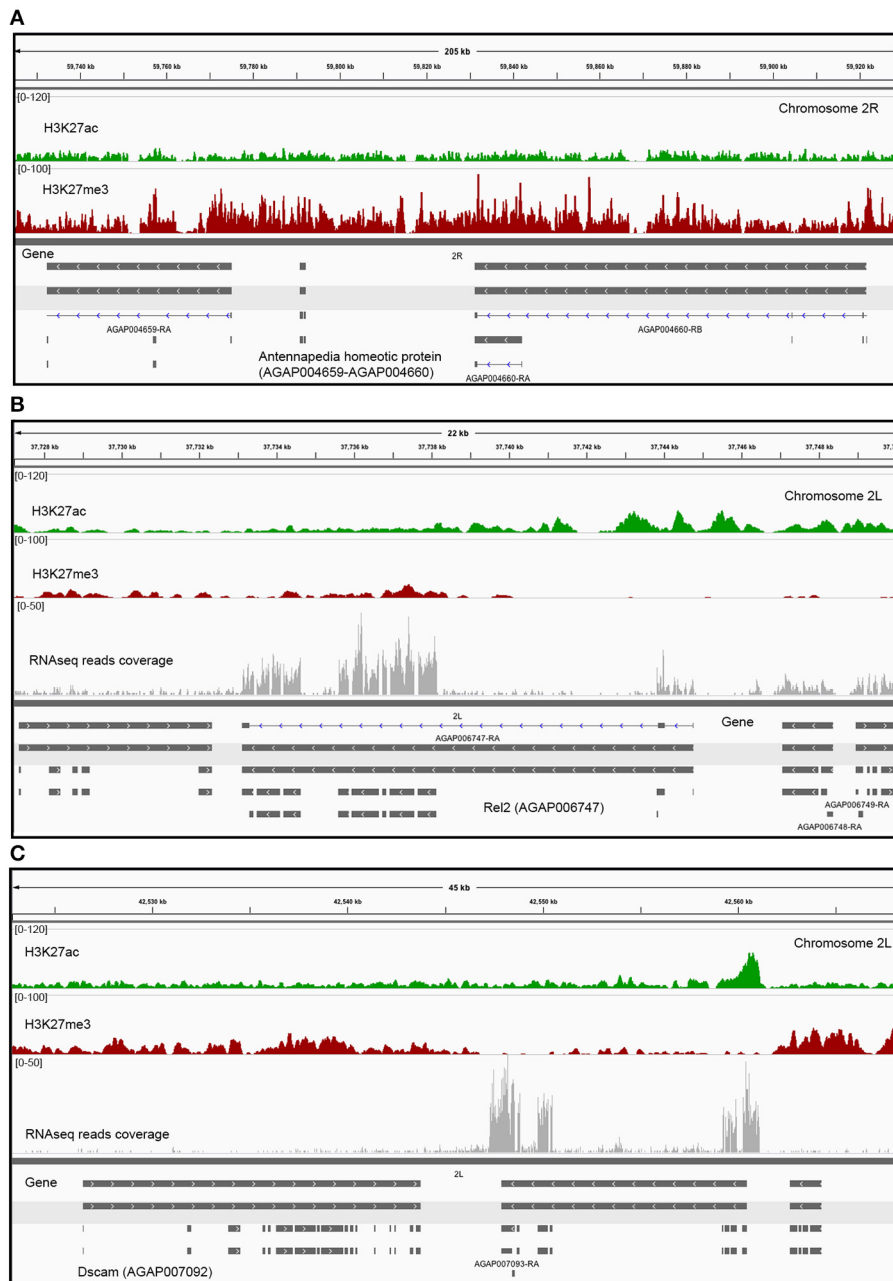 A
205 kb
59,740 kb 59,760 kb 59,780 kb 59,800 kb 59,820 kb 59,840 kb 59,860 kb 59,880 kb 59,900 kb 59,920 kb
[0-120]
Chromosome 2R
H3K27ac
[0-100]
H3K27me3
Gene
2R
AGAP004659-RA
AGAP004660-RB
Antennapedia homeotic protein
(AGAP004659-AGAP004660)
AGAP004660-RA
B
22 kb
37,728 kb 37,730 kb 37,732 kb 37,734 kb 37,736 kb 37,738 kb 37,740 kb 37,742 kb 37,744 kb 37,746 kb 37,748 kb
[0-120]
Chromosome 2L
H3K27ac
[0-100]
H3K27me3
[0-50]
RNAseq reads coverage
2L
Gene
AGAP006747-RA
Rel2 (AGAP006747)
AGAP006749-RA
AGAP006748-RA
C
45 kb
42,530 kb 42,540 kb 42,550 kb 42,560 kb
[0-120]
Chromosome 2L
H3K27ac
[0-100]
H3K27me3
[0-50]
RNAseq reads coverage
Gene
2L
AGAP007093-RA
Dscam (AGAP007092)